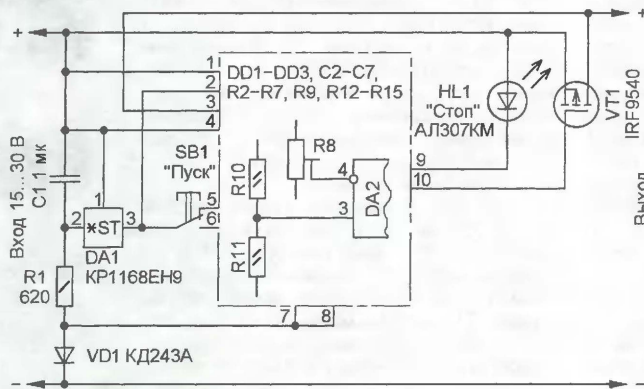 +
+
1
2
3
4
DD1–DD3, C2–C7,
R2–R7, R9, R12–R15
HL1
"Стоп"
АЛ307КМ
VT1
IRF9540
Вход 15...30 В
C1 1 мк
SB1
"Пуск"
R8
R10
4
DA2
3
9
10
Выход
1
2
*ST
3
5
6
DA1
КР1168ЕН9
R11
R1
620
7
8
VD1 КД243А
–
–